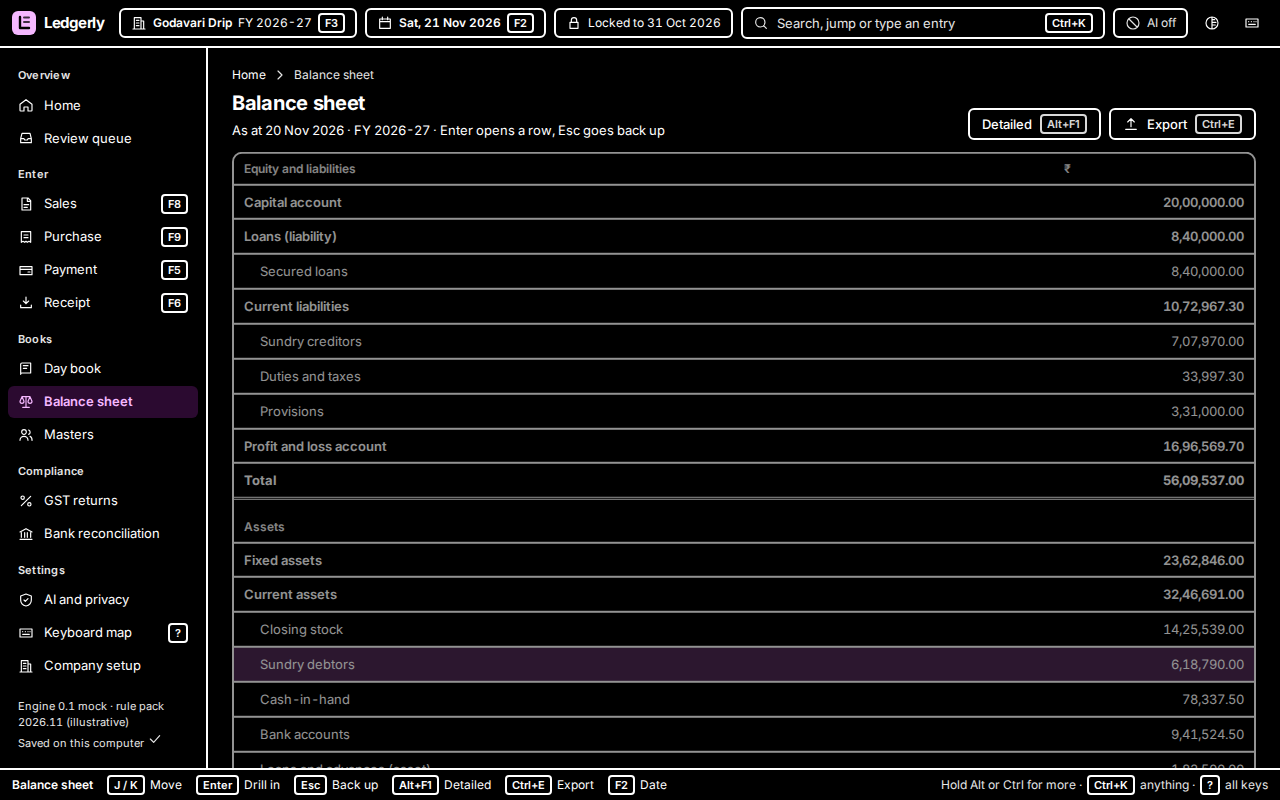 Ledgerly
Godavari Drip FY 2026-27 F3
Sat, 21 Nov 2026 F2
Locked to 31 Oct 2026
Search, jump or type an entry Ctrl+K
AI off
Overview
Home
Review queue
Enter
Sales F8
Purchase F9
Payment F5
Receipt F6
Books
Day book
Balance sheet
Masters
Compliance
GST returns
Bank reconciliation
Settings
AI and privacy
Keyboard map ?
Company setup
Engine 0.1 mock · rule pack
2026.11 (illustrative)
Saved on this computer
Home > Balance sheet
Balance sheet
As at 20 Nov 2026 · FY 2026-27 · Enter opens a row, Esc goes back up
Detailed Alt+F1
Export Ctrl+E
Equity and liabilities ₹
Capital account 20,00,000.00
Loans (liability) 8,40,000.00
Secured loans 8,40,000.00
Current liabilities 10,72,967.30
Sundry creditors 7,07,970.00
Duties and taxes 33,997.30
Provisions 3,31,000.00
Profit and loss account 16,96,569.70
Total 56,09,537.00
Assets
Fixed assets 23,62,846.00
Current assets 32,46,691.00
Closing stock 14,25,539.00
Sundry debtors 6,18,790.00
Cash-in-hand 78,337.50
Bank accounts 9,41,524.50
Loans and advances (asset)
Balance sheet J / K Move Enter Drill in Esc Back up Alt+F1 Detailed Ctrl+E Export F2 Date
Hold Alt or Ctrl for more · Ctrl+K anything · ? all keys